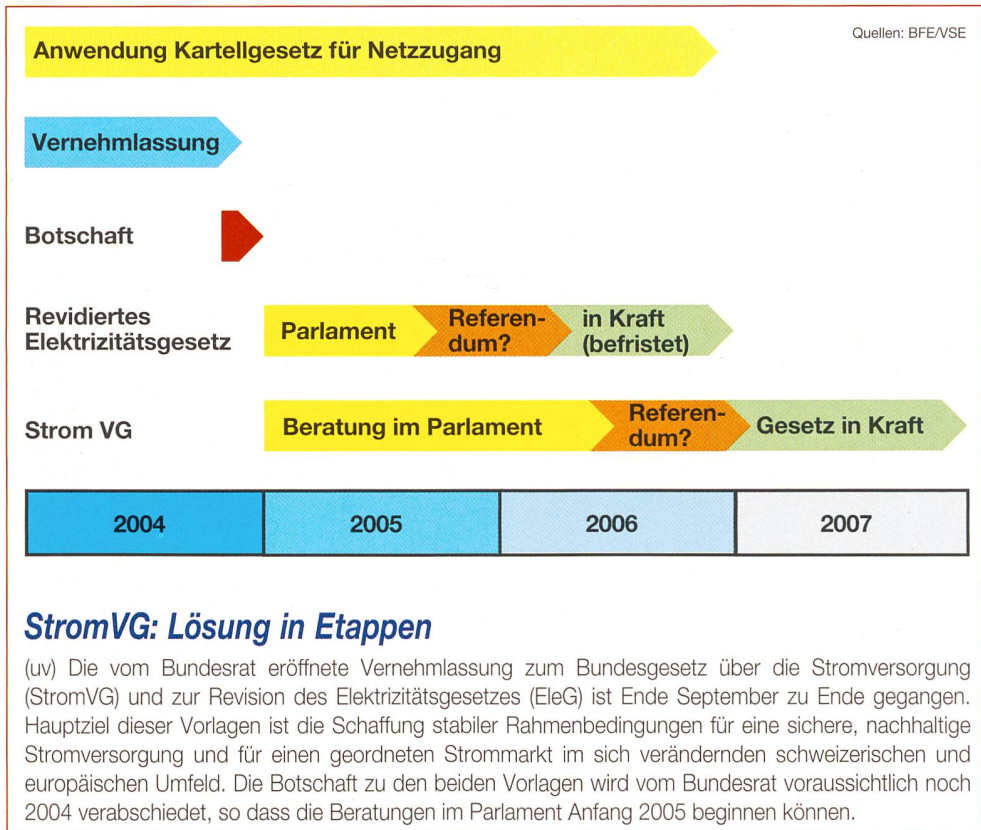 Quellen: BFE/VSE
Anwendung Kartellgesetz für Netzzugang
Vernehmlassung
Botschaft
Revidiertes
Elektrizitätsgesetz
Parlament
Referen-
dum?
in Kraft
(befristet)
Strom VG
Beratung im Parlament
Referen-
dum?
Gesetz in Kraft
2004
2005
2006
2007
StromVG: Lösung in Etappen
(uv) Die vom Bundesrat eröffnete Vernehmlassung zum Bundesgesetz über die Stromversorgung
(StromVG) und zur Revision des Elektrizitätsgesetzes (EleG) ist Ende September zu Ende gegangen.
Hauptziel dieser Vorlagen ist die Schaffung stabiler Rahmenbedingungen für eine sichere, nachhaltige
Stromversorgung und für einen geordneten Strommarkt im sich verändernden schweizerischen und
europäischen Umfeld. Die Botschaft zu den beiden Vorlagen wird vom Bundesrat voraussichtlich noch
2004 verabschiedet, so dass die Beratungen im Parlament Anfang 2005 beginnen können.